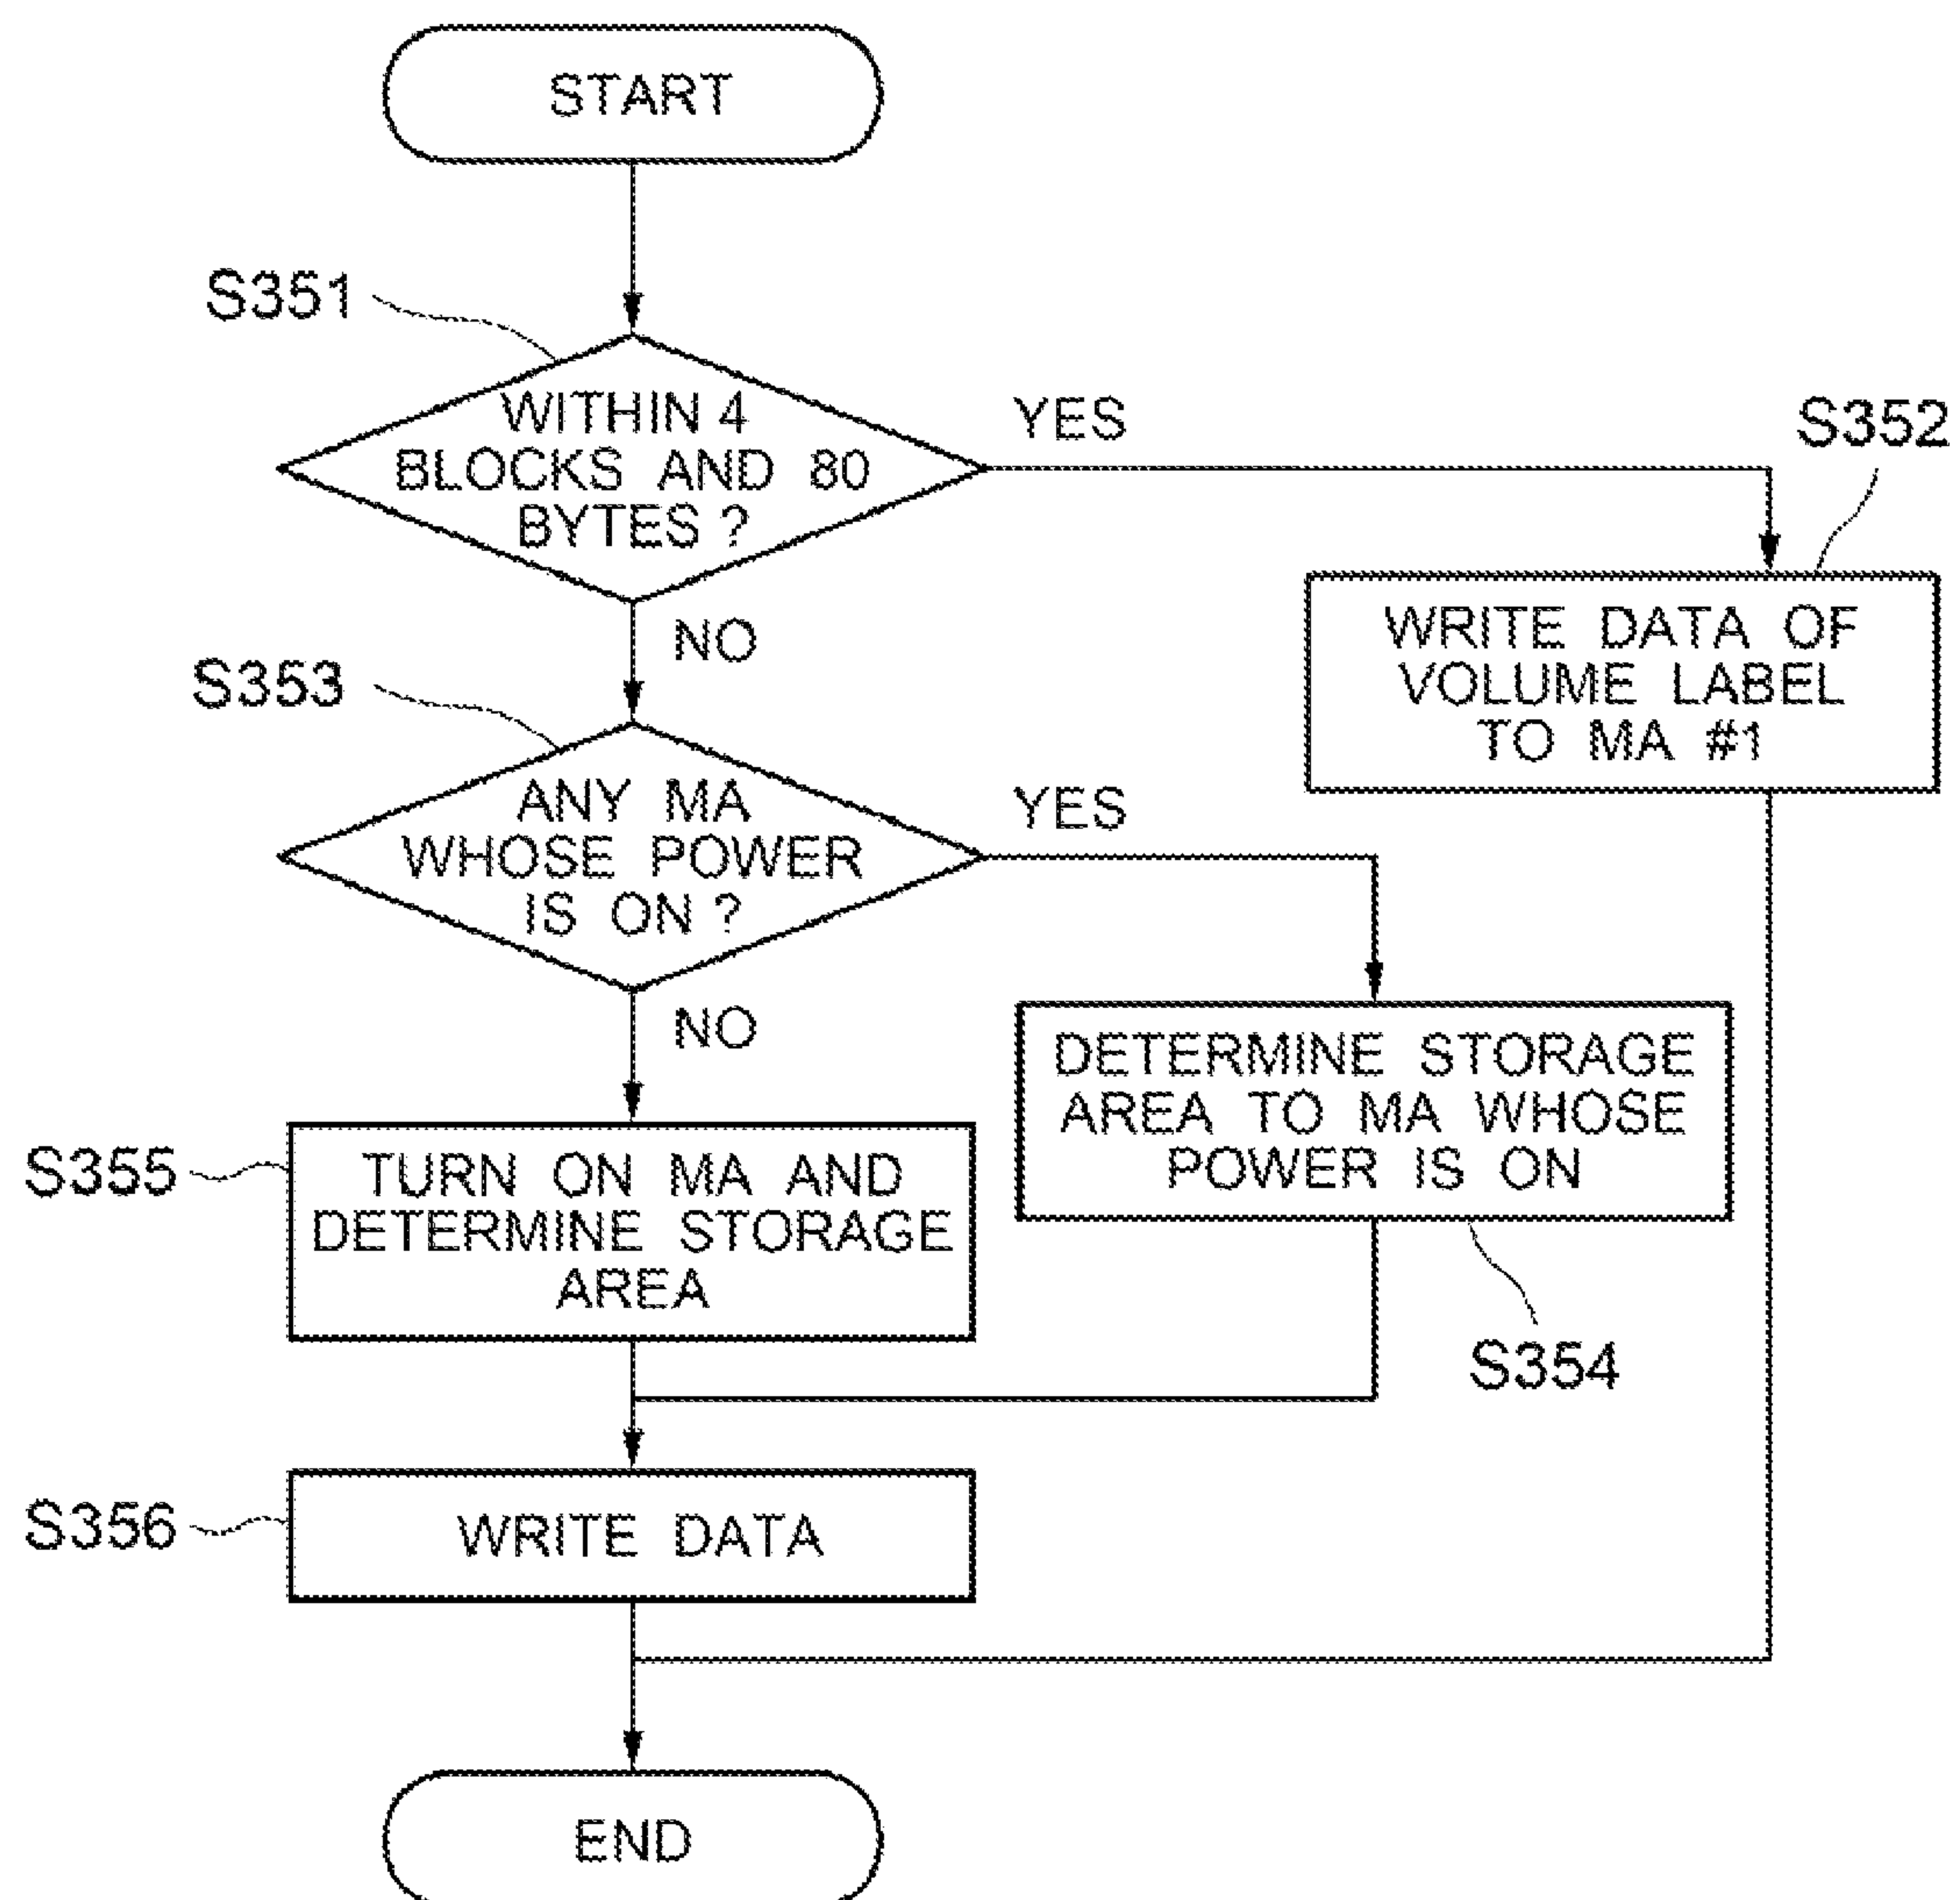 START
S351
WITHIN 4
BLOCKS AND 80
BYTES ?
YES
S352
WRITE DATA OF
VOLUME LABEL
TO MA #1
NO
S353
ANY MA
WHOSE POWER
IS ON ?
YES
NO
DETERMINE STORAGE
AREA TO MA WHOSE
POWER IS ON
S354
S355
TURN ON MA AND
DETERMINE STORAGE
AREA
S356
WRITE DATA
END